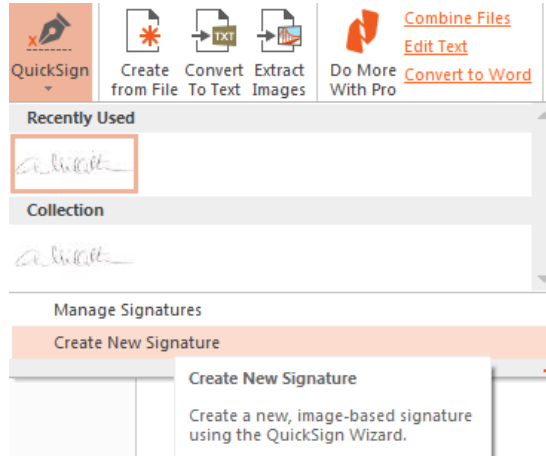 Combine Files
Edit Text
Convert to Word
QuickSign
Create from File
Convert To Text
Extract Images
Do More With Pro
TXT
Recently Used
Collection
Manage Signatures
Create New Signature
Create New Signature
Create a new, image-based signature
using the QuickSign Wizard.